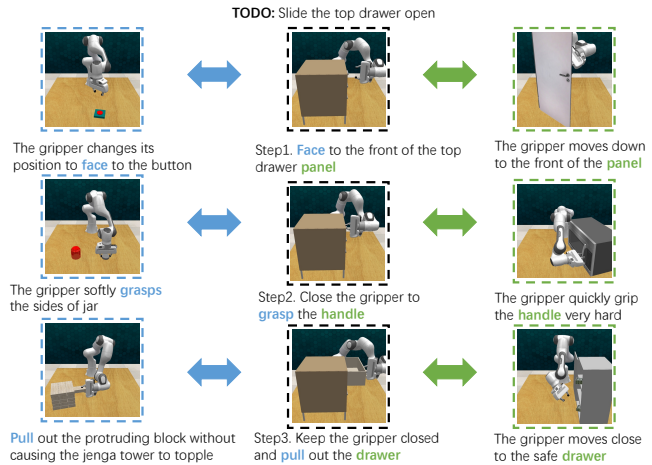 TODO: Slide the top drawer open
The gripper changes its
position to face to the button
Step1. Face to the front of the top
drawer panel
The gripper moves down
to the front of the panel
The gripper softly grasps
the sides of jar
Step2. Close the gripper to
grasp the handle
The gripper quickly grip
the handle very hard
Pull out the protruding block without
causing the jenga tower to topple
Step3. Keep the gripper closed
and pull out the drawer
The gripper moves close
to the safe drawer